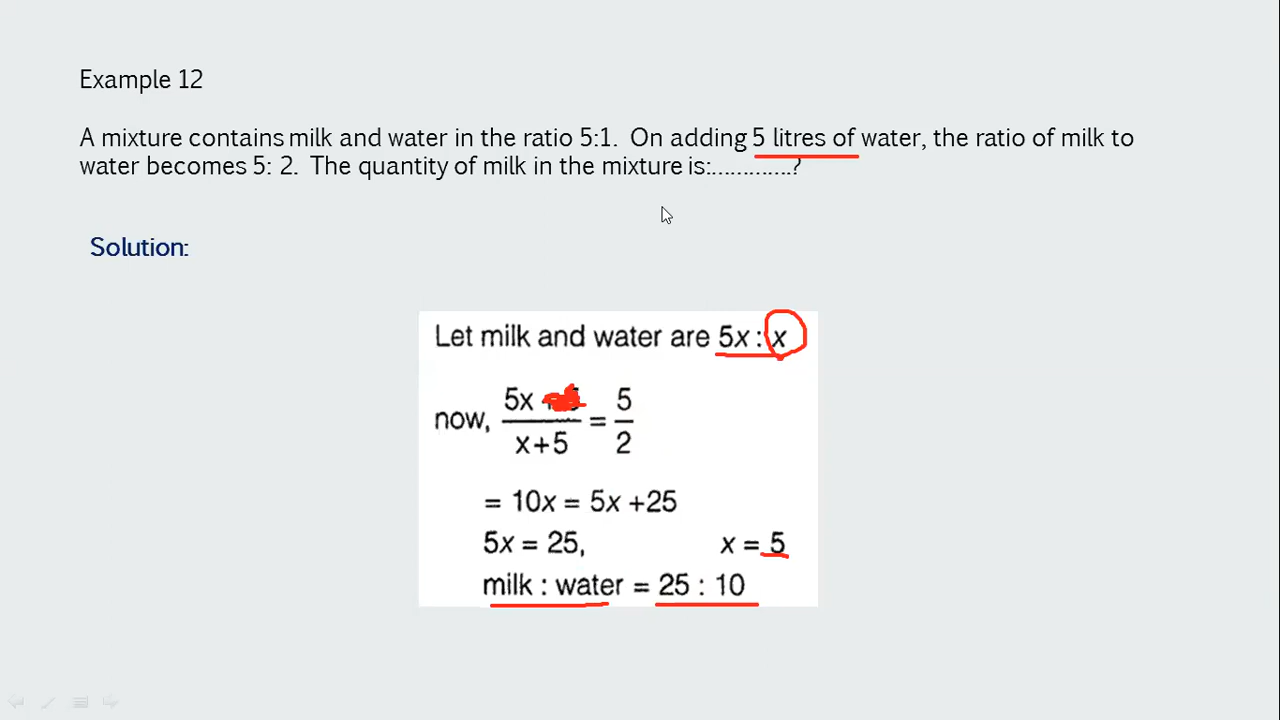 Example 12
A mixture contains milk and water in the ratio 5:1. On adding 5 litres of water, the ratio of milk to
water becomes 5: 2. The quantity of milk in the mixture is:.............?
Solution:
Let milk and water are 5x : x
now, 5x / x+5 = 5 / 2
= 10x = 5x +25
5x = 25, x = 5
milk : water = 25 : 10